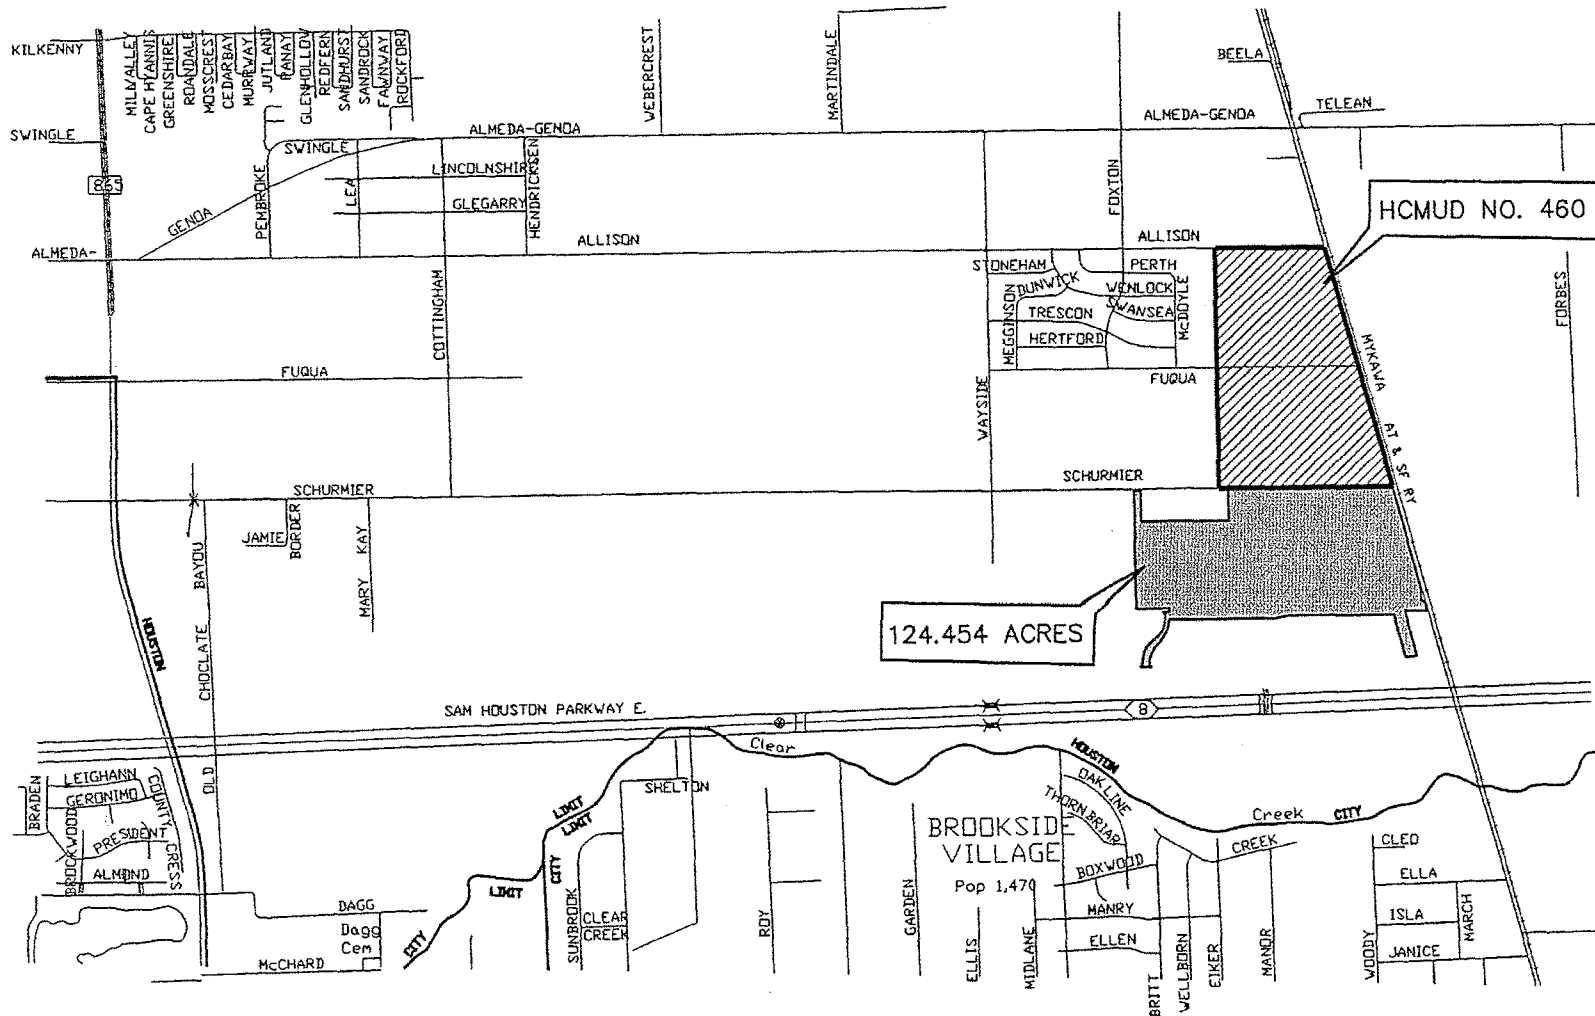 KILKENNY
MILVALLEY
CAPE HYANNIS
GREENSHIRE
ROANDALE
MOSSCREST
CEDARBAY
MURRWAY
JUTLAND
RANAY
GLENHOLLOW
REDFERN
SANDHURST
SANDROCK
FAWNWAY
ROCKFORD
WEBERCREST
MARTINDALE
BEELA
TELEAN
SWINGLE
ALMEDA-GENOA
ALMEDA-GENOA
SWINGLE
LINCOLNSHIR
HENDRICKSEN
865
PEMBROKE
LEA
GLEGARRY
FOXTON
HCMUD NO. 460
GENOA
ALMEDA-
ALLISON
ALLISON
STONEHAM
PERTH
DUNWICK
WENLOCK
SWANSEA
MEGGINSON
TRESCON
McDOYLE
HERTFORD
FORBES
COTTINGHAM
FUQUA
FUQUA
MYKAWA
AT & SF RY
WAYSIDE
SCHURMIER
SCHURMIER
JAMIE
BORDER
MARY KAY
OLD CHOCLATE BAYOU
HOUSTON
124.454 ACRES
SAM HOUSTON PARKWAY E.
8
Clear
HOUSTON
BRADEN
LEIGHANN
GERONIMO
COUNTY CRESS
BROCKWOOD
PRESIDENT
ALMOND
SHELTON
LIMIT
LIMIT
OAK LINE
THORN BRIAR
Creek
CITY
BROOKSIDE
VILLAGE
Pop 1,470
BOXWOOD
CREEK
CLEO
ELLA
CITY
LIMIT
CITY
SUNBROOK
CLEAR
CREEK
ROY
GARDEN
ELLIS
MIDLANE
MANRY
ELLEN
BRITT
WELLBORN
EIKER
MANOR
WOODY
ISLA
MARCH
JANICE
DAGG
Dagg
Cem
McCHARD